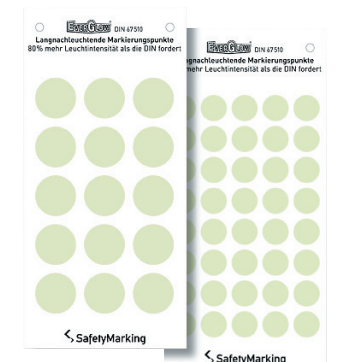 EverGlow DIN 67510
Langnachleuchtende Markierungspunkte
80% mehr Leuchtintensität als die DIN fordert
SafetyMarking
EverGlow DIN 67510
Markierungspunkte
mehr Leuchtintensität als die DIN fordert
SafetyMarking